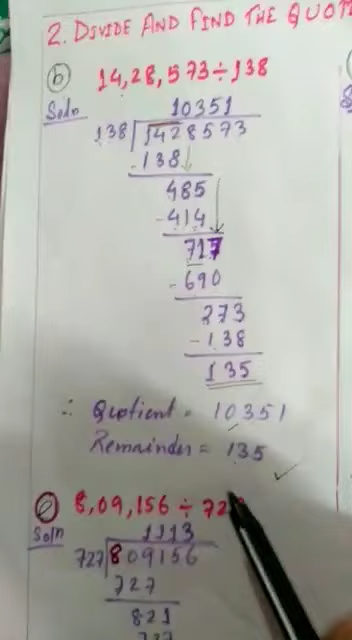 2. DIVIDE AND FIND THE QUOT
b 14,28,573÷138
Soln
10351
138 1428573
-138
485
-414
717
-690
273
-138
135
∴ Quotient = 10351
Remainder = 135
c 8,09,156 ÷ 72
Soln
1113
727 809156
727
821
727